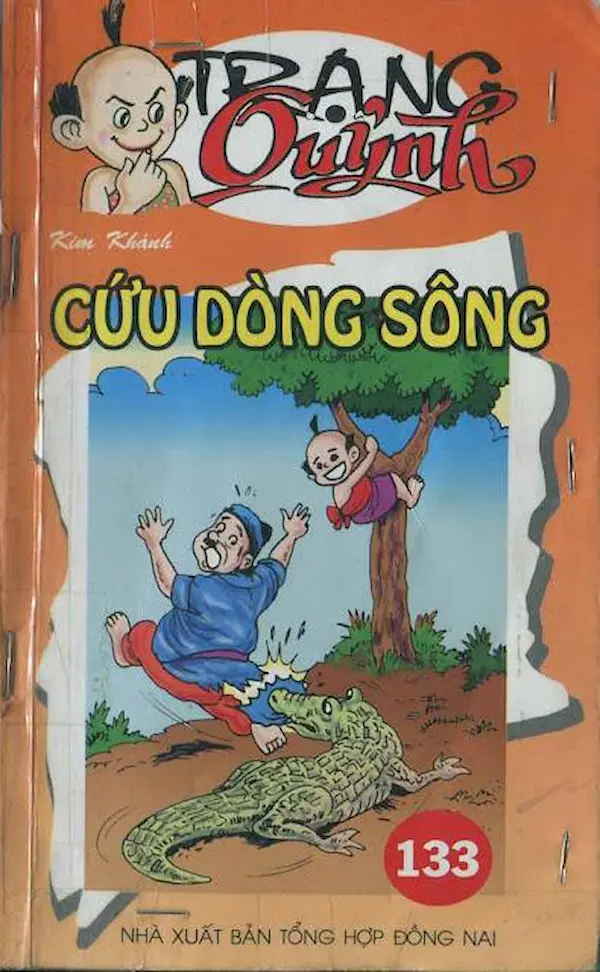 TRẠNG
Quỳnh
Kim Khánh
CỨU DÒNG SÔNG
133
NHÀ XUẤT BẢN TỔNG HỢP ĐỒNG NAI